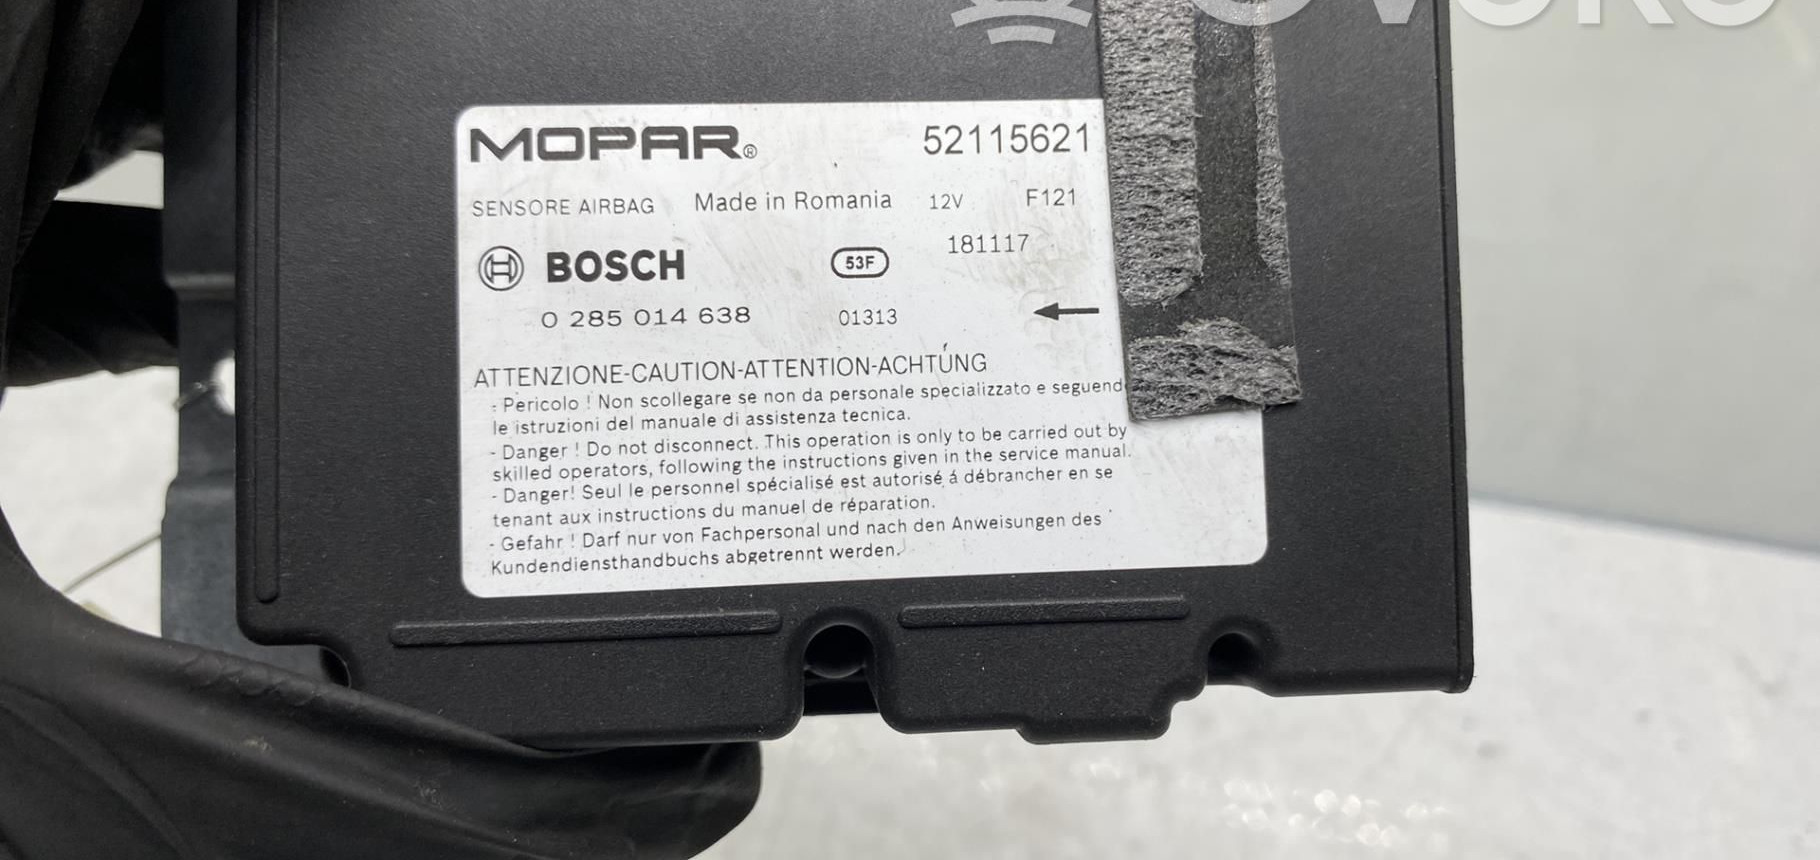 MOPAR® 52115621
SENSORE AIRBAG Made in Romania 12V F121
181117
BOSCH 53F
0 285 014 638 01313
ATTENZIONE-CAUTION-ATTENTION-ACHTUNG
- Pericolo ! Non scollegare se non da personale specializzato e seguend
le istruzioni del manuale di assistenza tecnica.
- Danger ! Do not disconnect. This operation is only to be carried out by
skilled operators, following the instructions given in the service manual.
- Danger! Seul le personnel spécialisé est autorisé á débrancher en se
tenant aux instructions du manuel de réparation.
- Gefahr ! Darf nur von Fachpersonal und nach den Anweisungen des
Kundendiensthandbuchs abgetrennt werden.